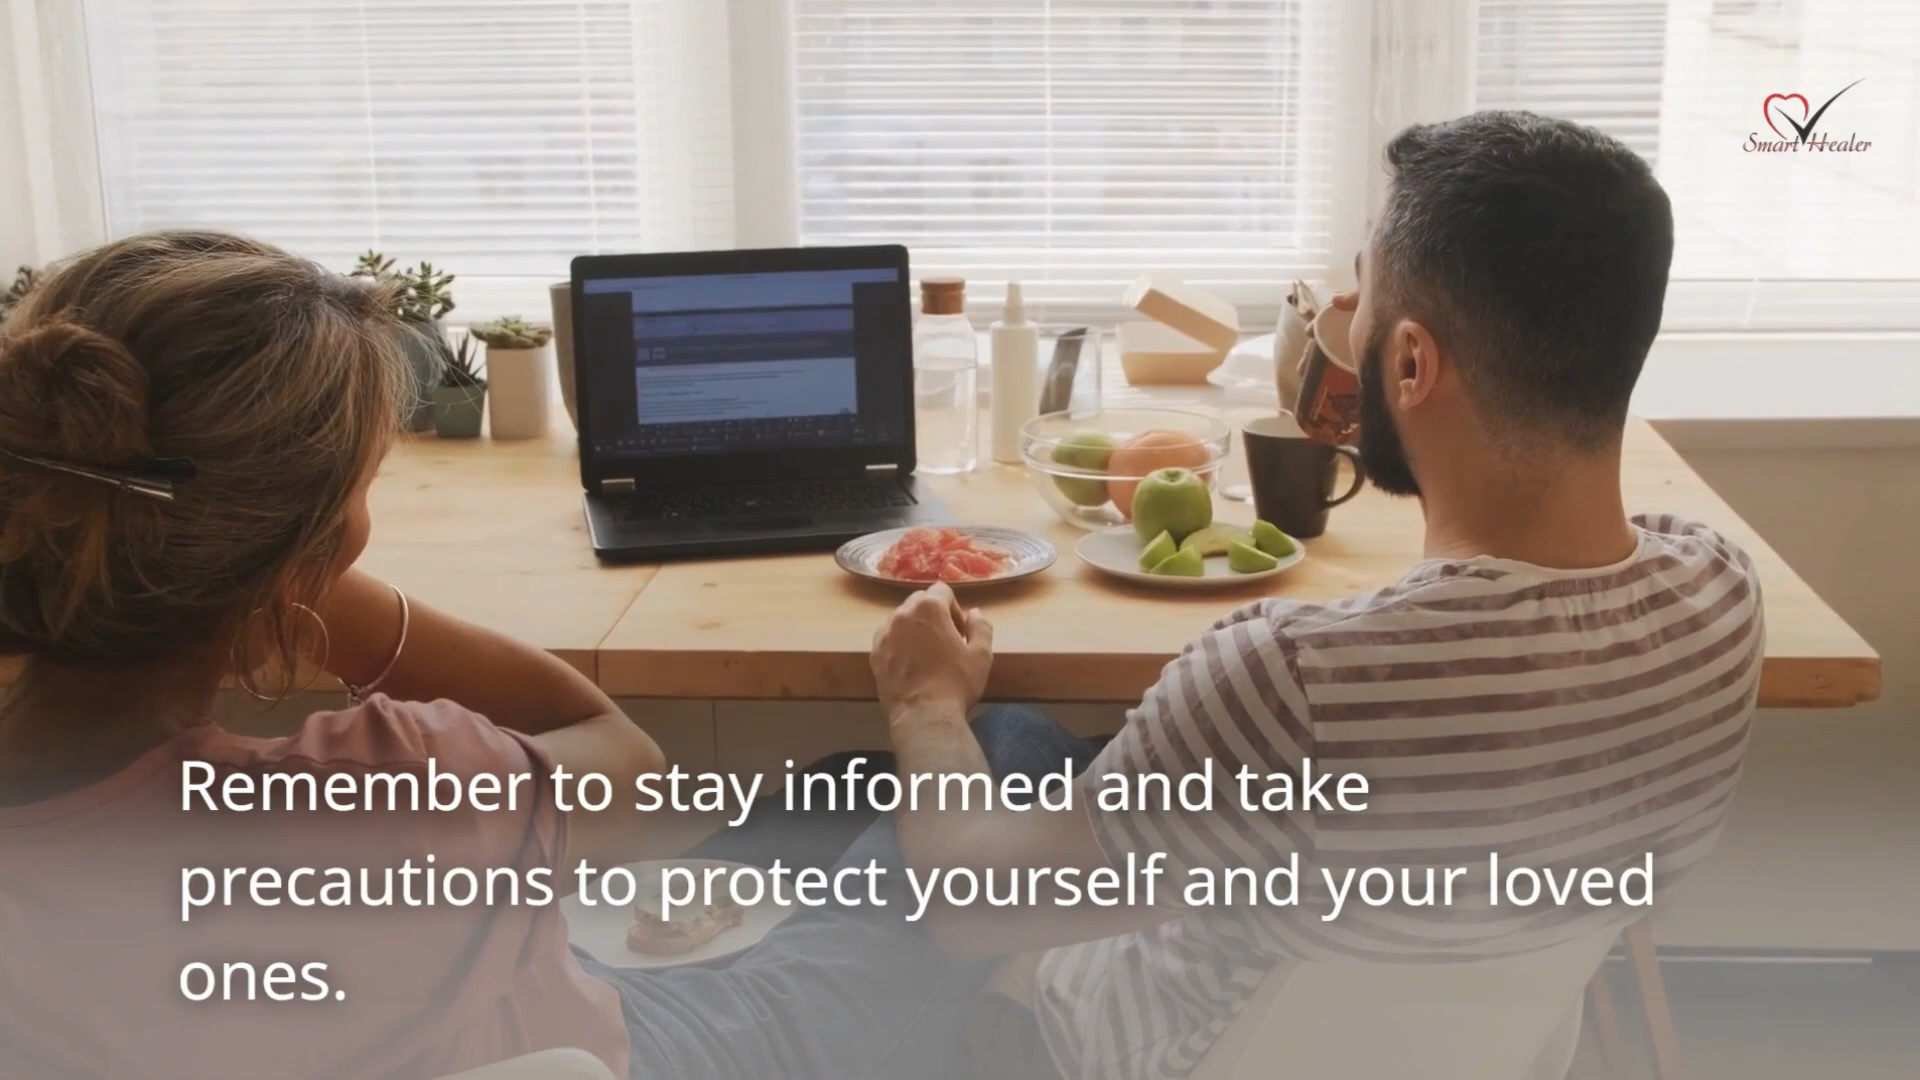 Smart Healer
Remember to stay informed and take
precautions to protect yourself and your loved
ones.